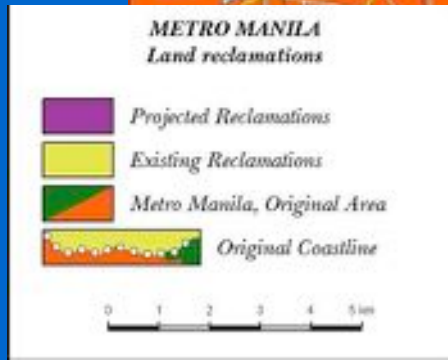 METRO MANILA
Land reclamations
Projected Reclamations
Existing Reclamations
Metro Manila, Original Area
Original Coastline
0 1 2 3 4 5 km